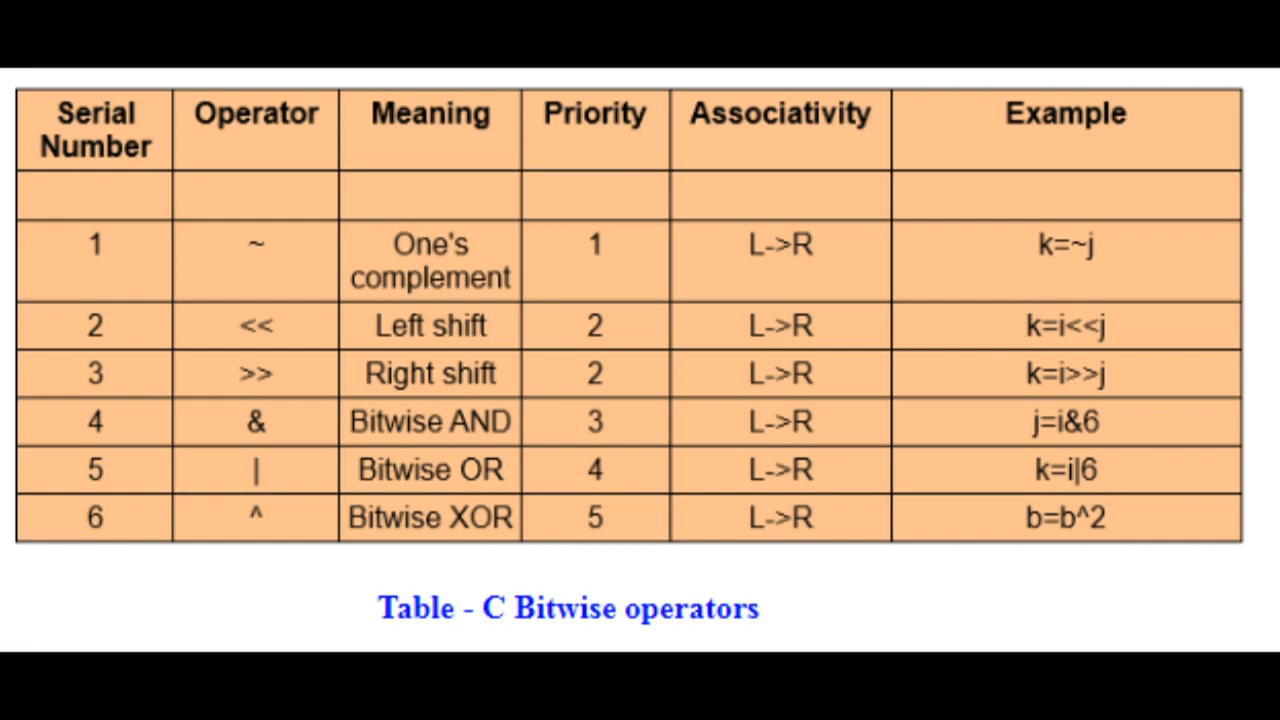 Serial Number Operator Meaning Priority Associativity Example
1 ~ One's complement 1 L->R k=~j
2 << Left shift 2 L->R k=i<<j
3 >> Right shift 2 L->R k=i>>j
4 & Bitwise AND 3 L->R j=i&6
5 | Bitwise OR 4 L->R k=i|6
6 ^ Bitwise XOR 5 L->R b=b^2
Table - C Bitwise operators